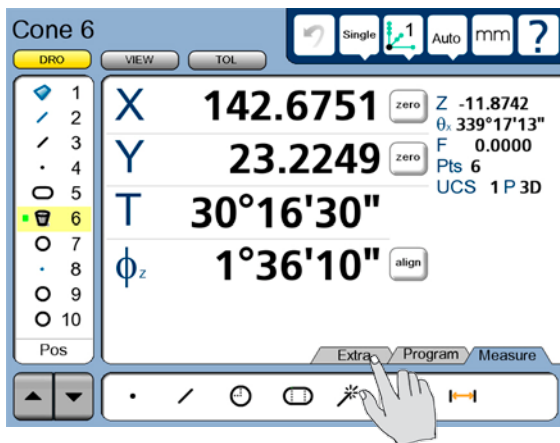 Cone 6
Single 1 Auto mm ?
DRO VIEW TOL
1
2
3
4
5
6
7
8
9
10
Pos
X 142.6751 zero
Y 23.2249 zero
T 30°16'30"
ϕz 1°36'10" align
Z -11.8742
θx 339°17'13"
F 0.0000
Pts 6
UCS 1 P 3D
Extra Program Measure